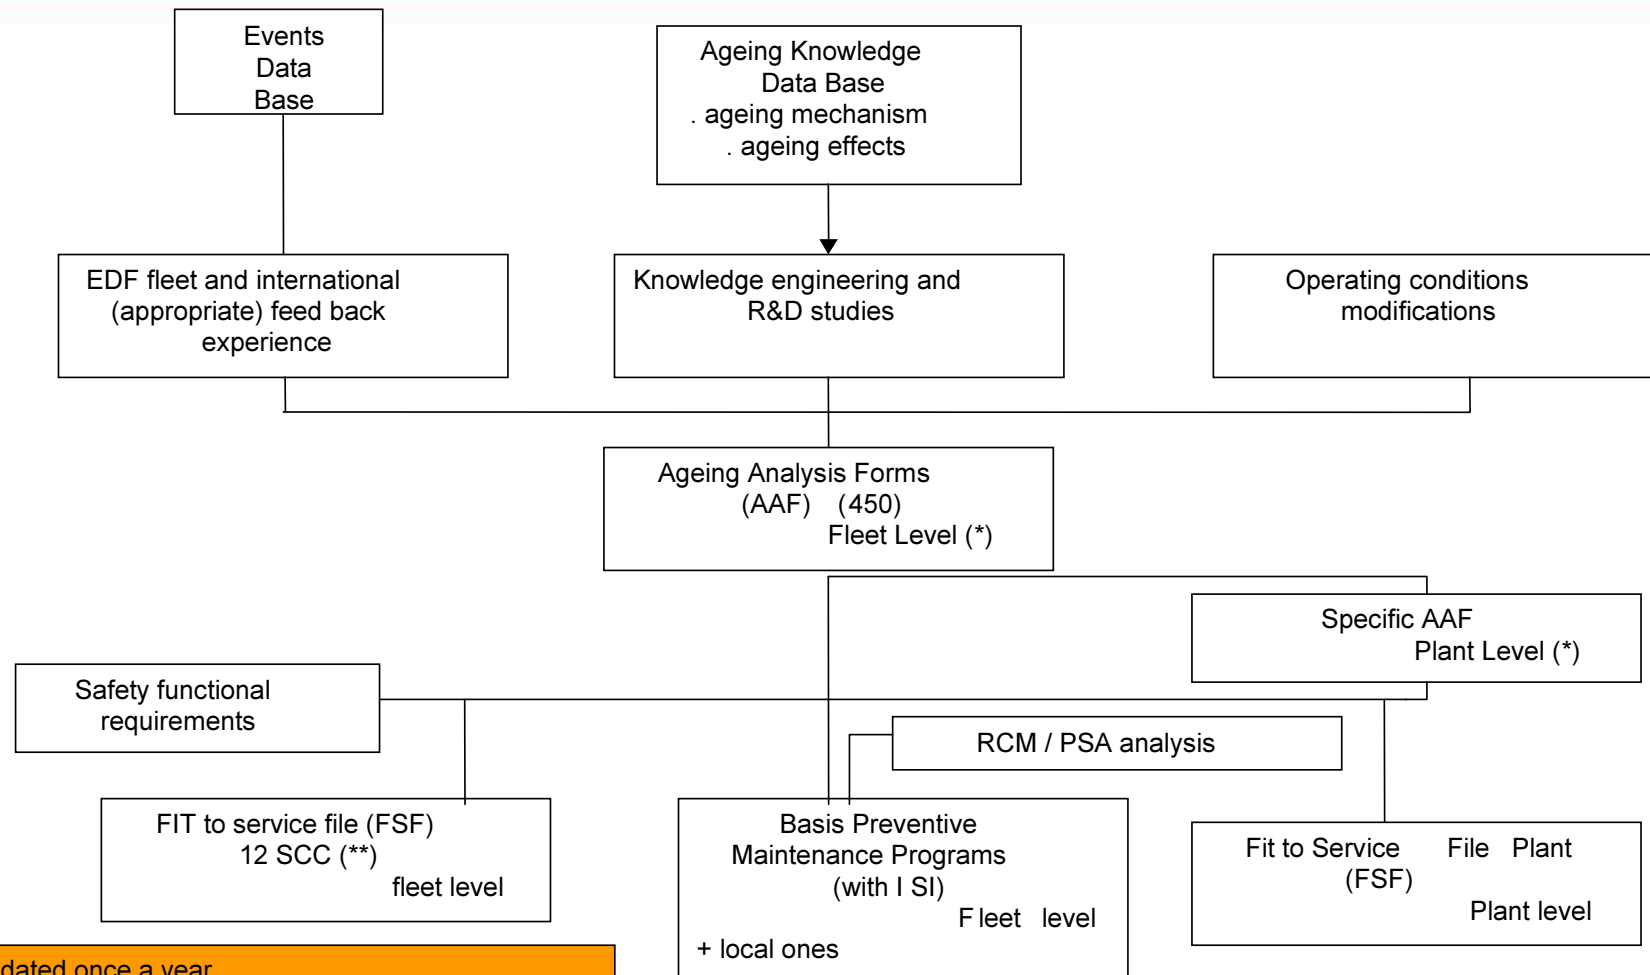 Events
Data
Base
Ageing Knowledge
Data Base
. ageing mechanism
. ageing effects
EDF fleet and international
(appropriate) feed back
experience
Knowledge engineering and
R&D studies
Operating conditions
modifications
Ageing Analysis Forms
(AAF) (450)
Fleet Level (*)
Specific AAF
Plant Level (*)
Safety functional
requirements
RCM / PSA analysis
FIT to service file (FSF)
12 SCC (**)
fleet level
Basis Preventive
Maintenance Programs
(with I SI)
F leet level
+ local ones
Fit to Service File Plant
(FSF)
Plant level
dated once a year